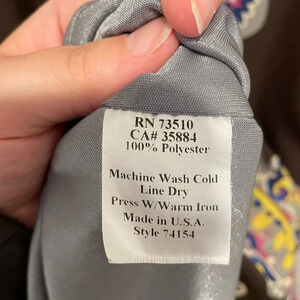 RN 73510
CA# 35884
100% Polyester
Machine Wash Cold
Line Dry
Press W/Warm Iron
Made in U.S.A.
Style 74154